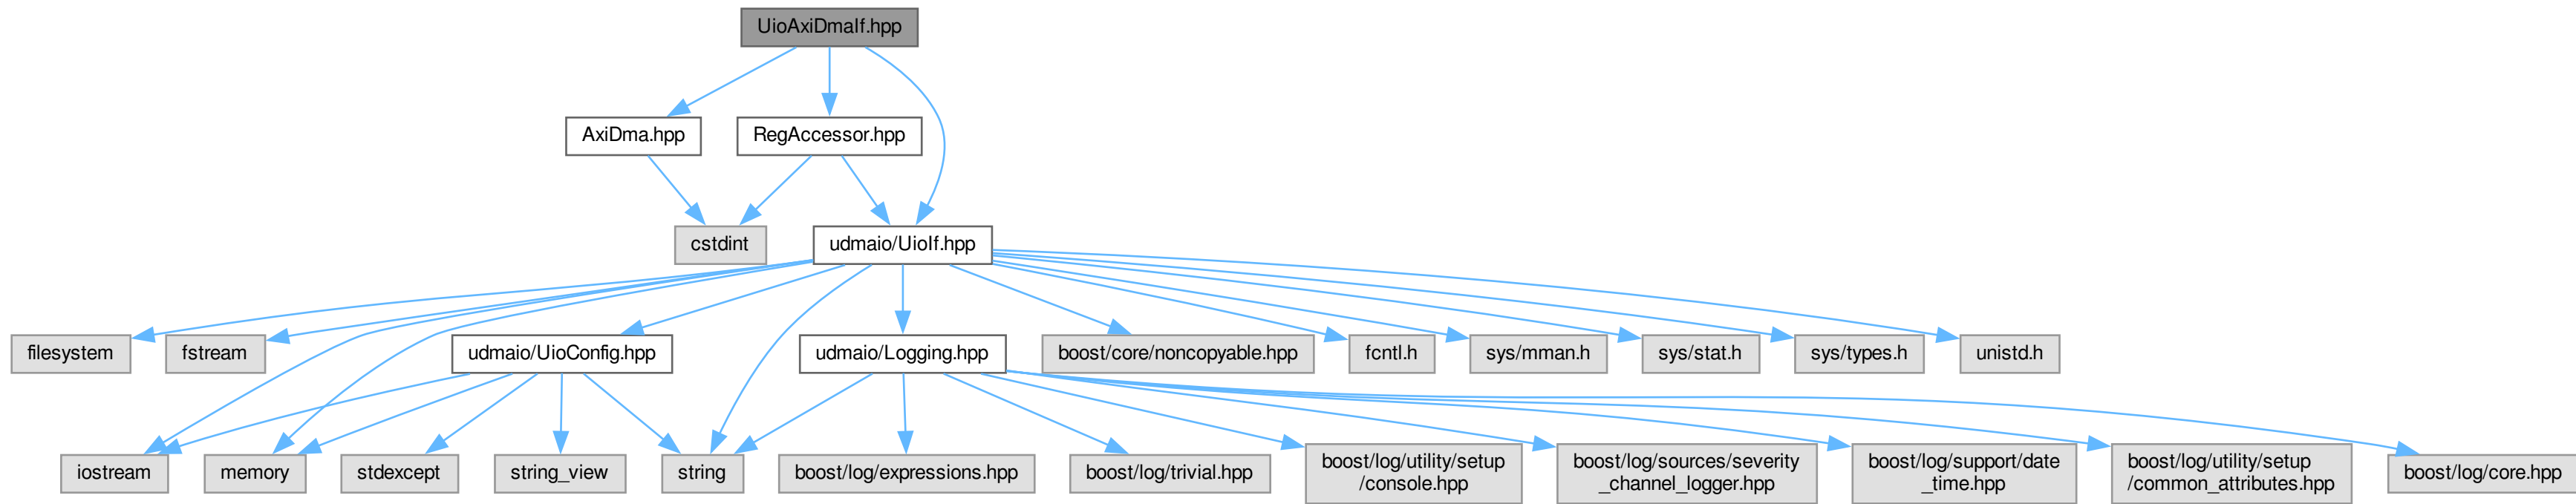 UioAxiDmaIf.hpp
AxiDma.hpp
RegAccessor.hpp
cstdint
udmaio/UioIf.hpp
filesystem
fstream
udmaio/UioConfig.hpp
udmaio/Logging.hpp
boost/core/noncopyable.hpp
fcntl.h
sys/mman.h
sys/stat.h
sys/types.h
unistd.h
iostream
memory
stdexcept
string_view
string
boost/log/expressions.hpp
boost/log/trivial.hpp
boost/log/utility/setup
/console.hpp
boost/log/sources/severity
_channel_logger.hpp
boost/log/support/date
_time.hpp
boost/log/utility/setup
/common_attributes.hpp
boost/log/core.hpp